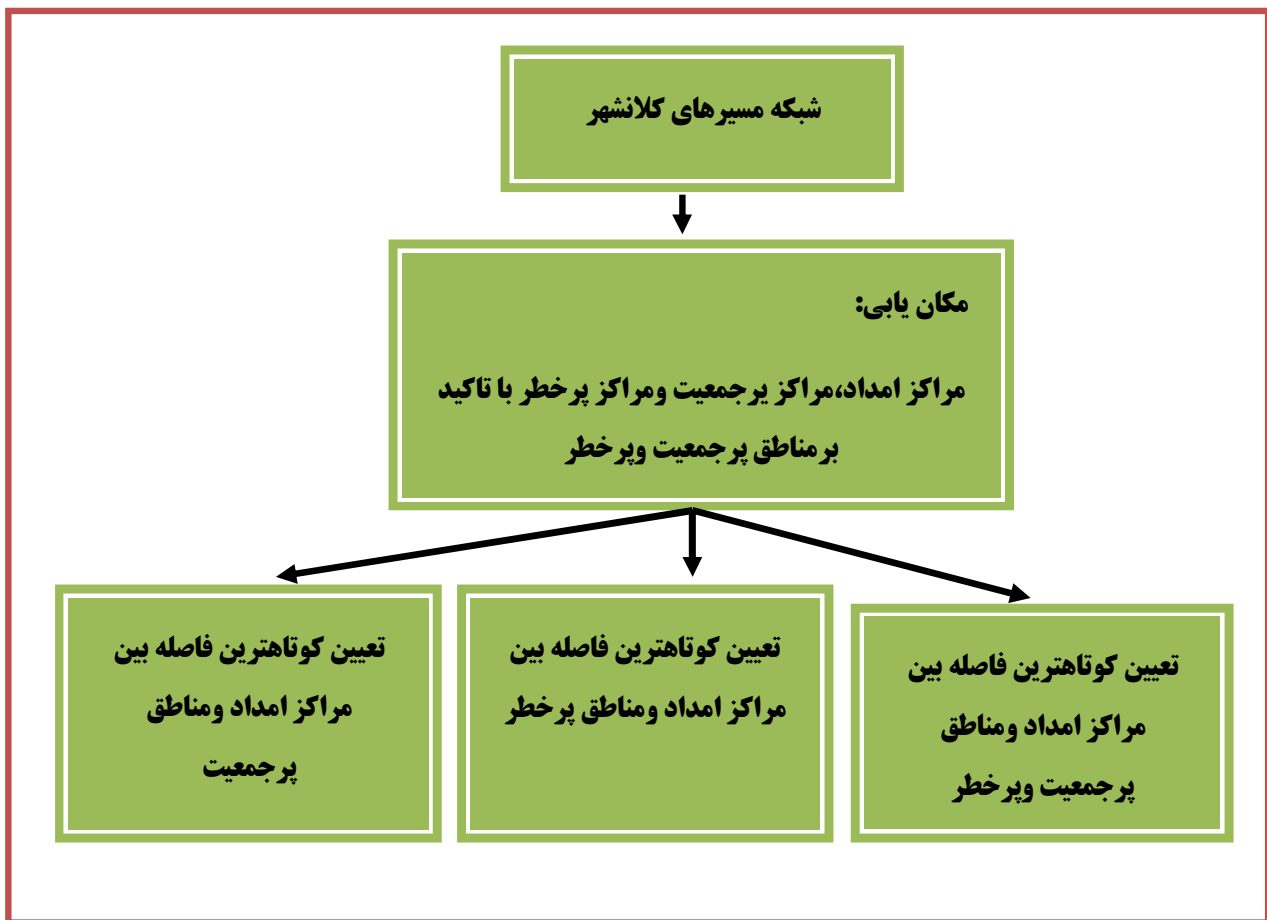 شبکه مسیرهای کلانشهر
مکان یابی:
مراکز امداد،مراکز یرجمعیت ومراکز پرخطر با تاکید
برمناطق پرجمعیت وپرخطر
تعیین کوتاهترین فاصله بین
مراکز امداد ومناطق
پرجمعیت وپرخطر
تعیین کوتاهترین فاصله بین
مراکز امداد ومناطق پرخطر
تعیین کوتاهترین فاصله بین
مراکز امداد ومناطق
پرجمعیت